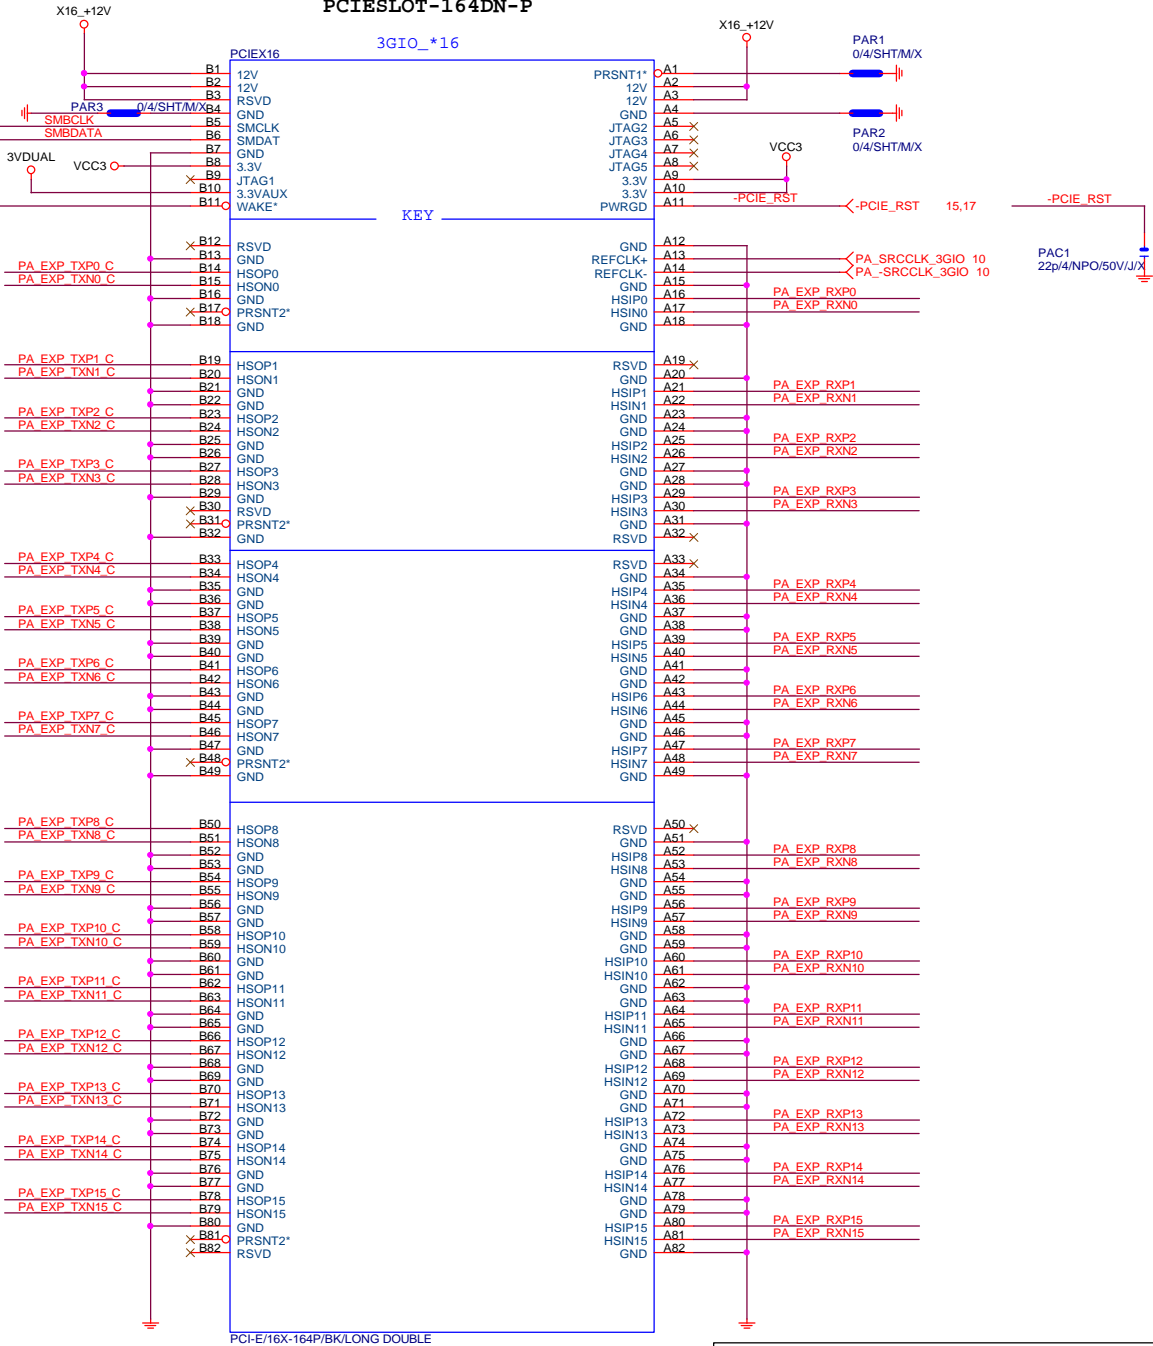 PCIESLOT-164DN-P
X16_+12V
X16_+12V
3GIO_*16
PCIEX16
PAR1
0/4/SHT/M/X
PAR2
0/4/SHT/M/X
PAR3
0/4/SHT/M/X
SMBCLK
SMBDATA
3VDUAL
VCC3
VCC3
B1 12V PRSNT1* A1
B2 12V 12V A2
B3 RSVD 12V A3
B4 GND GND A4
B5 SMCLK JTAG2 A5
B6 SMDAT JTAG3 A6
B7 GND JTAG4 A7
B8 3.3V JTAG5 A8
B9 JTAG1 3.3V A9
B10 3.3VAUX 3.3V A10
B11 WAKE* PWRGD A11 -PCIE_RST -PCIE_RST 15,17 -PCIE_RST
KEY
PAC1
22p/4/NPO/50V/J/X
B12 RSVD GND A12
B13 GND REFCLK+ A13 PA_SRCCLK_3GIO 10
PA_EXP_TXP0_C B14 HSOP0 REFCLK- A14 PA_-SRCCLK_3GIO 10
PA_EXP_TXN0_C B15 HSON0 GND A15
B16 GND HSIP0 A16 PA_EXP_RXP0
B17 PRSNT2* HSIN0 A17 PA_EXP_RXN0
B18 GND GND A18
PA_EXP_TXP1_C B19 HSOP1 RSVD A19
PA_EXP_TXN1_C B20 HSON1 GND A20
B21 GND HSIP1 A21 PA_EXP_RXP1
B22 GND HSIN1 A22 PA_EXP_RXN1
PA_EXP_TXP2_C B23 HSOP2 GND A23
PA_EXP_TXN2_C B24 HSON2 GND A24
B25 GND HSIP2 A25 PA_EXP_RXP2
B26 GND HSIN2 A26 PA_EXP_RXN2
PA_EXP_TXP3_C B27 HSOP3 GND A27
PA_EXP_TXN3_C B28 HSON3 GND A28
B29 GND HSIP3 A29 PA_EXP_RXP3
B30 RSVD HSIN3 A30 PA_EXP_RXN3
B31 PRSNT2* GND A31
B32 GND RSVD A32
PA_EXP_TXP4_C B33 HSOP4 RSVD A33
PA_EXP_TXN4_C B34 HSON4 GND A34
B35 GND HSIP4 A35 PA_EXP_RXP4
B36 GND HSIN4 A36 PA_EXP_RXN4
PA_EXP_TXP5_C B37 HSOP5 GND A37
PA_EXP_TXN5_C B38 HSON5 GND A38
B39 GND HSIP5 A39 PA_EXP_RXP5
B40 GND HSIN5 A40 PA_EXP_RXN5
PA_EXP_TXP6_C B41 HSOP6 GND A41
PA_EXP_TXN6_C B42 HSON6 GND A42
B43 GND HSIP6 A43 PA_EXP_RXP6
B44 GND HSIN6 A44 PA_EXP_RXN6
PA_EXP_TXP7_C B45 HSOP7 GND A45
PA_EXP_TXN7_C B46 HSON7 GND A46
B47 GND HSIP7 A47 PA_EXP_RXP7
B48 PRSNT2* HSIN7 A48 PA_EXP_RXN7
B49 GND GND A49
PA_EXP_TXP8_C B50 HSOP8 RSVD A50
PA_EXP_TXN8_C B51 HSON8 GND A51
B52 GND HSIP8 A52 PA_EXP_RXP8
B53 GND HSIN8 A53 PA_EXP_RXN8
PA_EXP_TXP9_C B54 HSOP9 GND A54
PA_EXP_TXN9_C B55 HSON9 GND A55
B56 GND HSIP9 A56 PA_EXP_RXP9
B57 GND HSIN9 A57 PA_EXP_RXN9
PA_EXP_TXP10_C B58 HSOP10 GND A58
PA_EXP_TXN10_C B59 HSON10 GND A59
B60 GND HSIP10 A60 PA_EXP_RXP10
B61 GND HSIN10 A61 PA_EXP_RXN10
PA_EXP_TXP11_C B62 HSOP11 GND A62
PA_EXP_TXN11_C B63 HSON11 GND A63
B64 GND HSIP11 A64 PA_EXP_RXP11
B65 GND HSIN11 A65 PA_EXP_RXN11
PA_EXP_TXP12_C B66 HSOP12 GND A66
PA_EXP_TXN12_C B67 HSON12 GND A67
B68 GND HSIP12 A68 PA_EXP_RXP12
B69 GND HSIN12 A69 PA_EXP_RXN12
PA_EXP_TXP13_C B70 HSOP13 GND A70
PA_EXP_TXN13_C B71 HSON13 GND A71
B72 GND HSIP13 A72 PA_EXP_RXP13
B73 GND HSIN13 A73 PA_EXP_RXN13
PA_EXP_TXP14_C B74 HSOP14 GND A74
PA_EXP_TXN14_C B75 HSON14 GND A75
B76 GND HSIP14 A76 PA_EXP_RXP14
B77 GND HSIN14 A77 PA_EXP_RXN14
PA_EXP_TXP15_C B78 HSOP15 GND A78
PA_EXP_TXN15_C B79 HSON15 GND A79
B80 GND HSIP15 A80 PA_EXP_RXP15
B81 PRSNT2* HSIN15 A81 PA_EXP_RXN15
B82 RSVD GND A82
PCI-E/16X-164P/BK/LONG DOUBLE